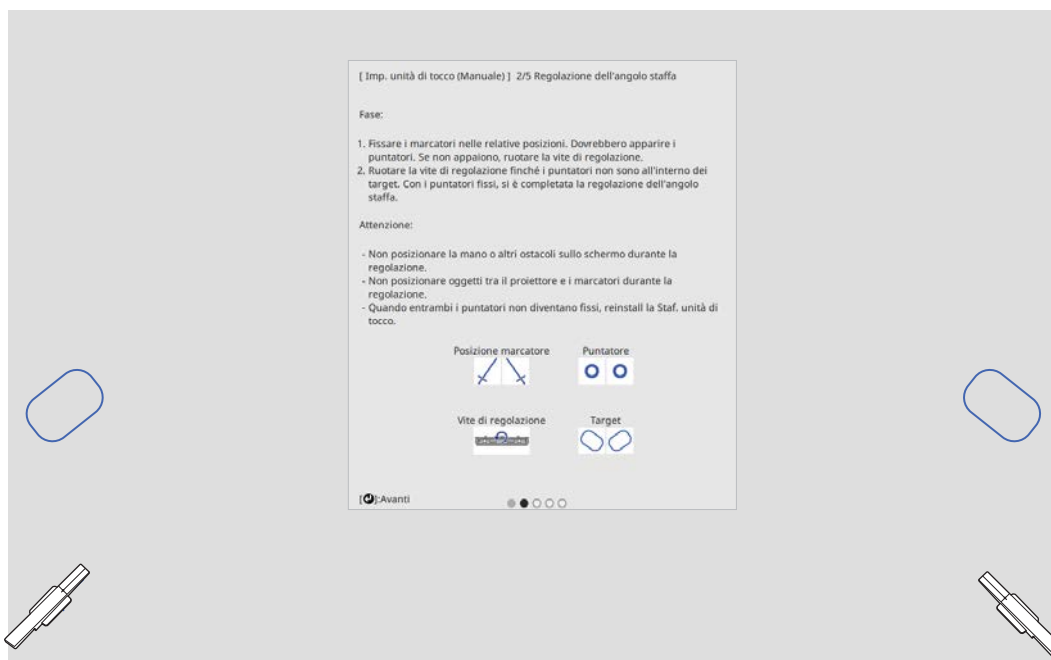 [ Imp. unità di tocco (Manuale) ] 2/5 Regolazione dell'angolo staffa
Fase:
1. Fissare i marcatori nelle relative posizioni. Dovrebbero apparire i
puntatori. Se non appaiono, ruotare la vite di regolazione.
2. Ruotare la vite di regolazione finché i puntatori non sono all'interno dei
target. Con i puntatori fissi, si è completata la regolazione dell'angolo
staffa.
Attenzione:
- Non posizionare la mano o altri ostacoli sullo schermo durante la
regolazione.
- Non posizionare oggetti tra il proiettore e i marcatori durante la
regolazione.
- Quando entrambi i puntatori non diventano fissi, reinstall la Staf. unità di
tocco.
Posizione marcatore Puntatore
Vite di regolazione Target
[ ]:Avanti